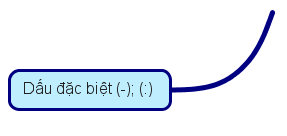 Dấu đặc biệt (-); (:)